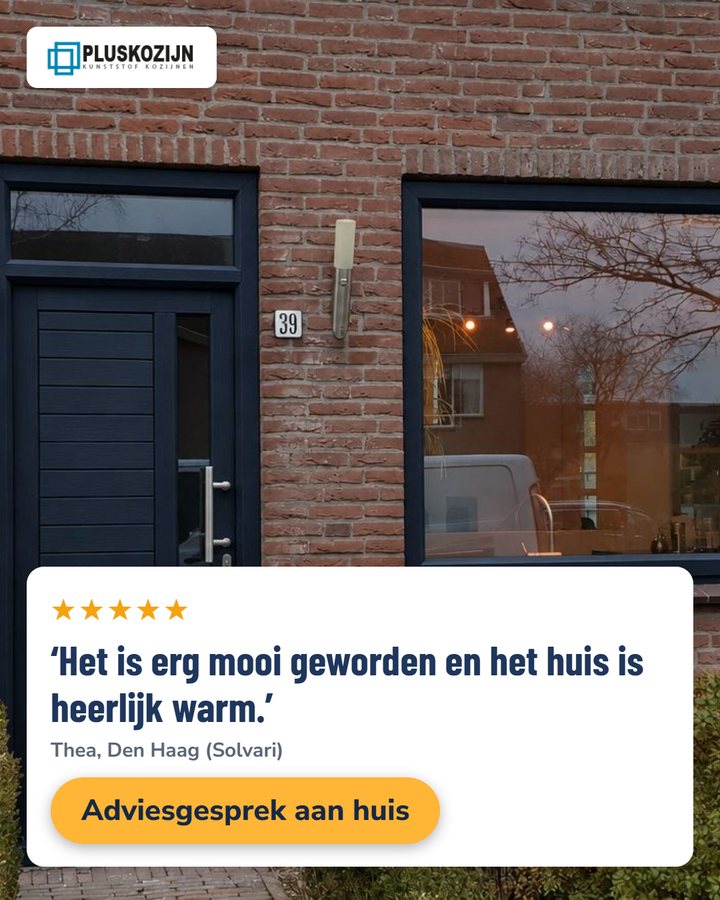 PLUSKOZIJN
KUNSTSTOF KOZIJNEN
39
‘Het is erg mooi geworden en het huis is
heerlijk warm.’
Thea, Den Haag (Solvari)
Adviesgesprek aan huis